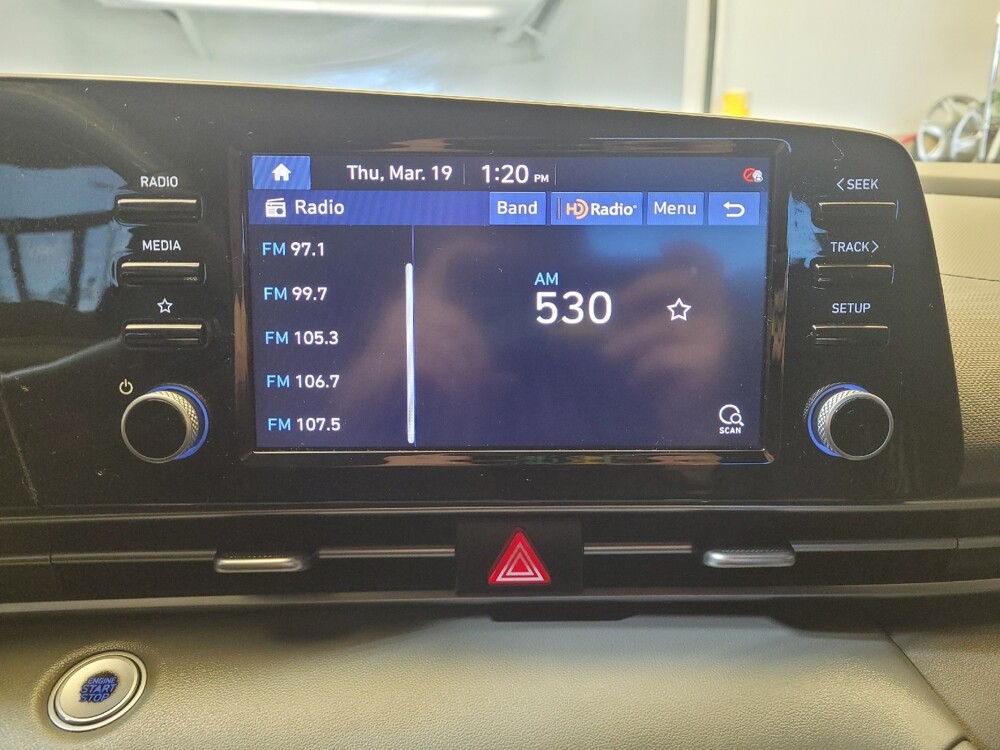 RADIO
MEDIA
Thu, Mar. 19 1:20 PM
Radio Band HD Radio Menu
FM 97.1
FM 99.7
FM 105.3
FM 106.7
FM 107.5
AM
530
SCAN
< SEEK
TRACK >
SETUP
ENGINE
START
STOP